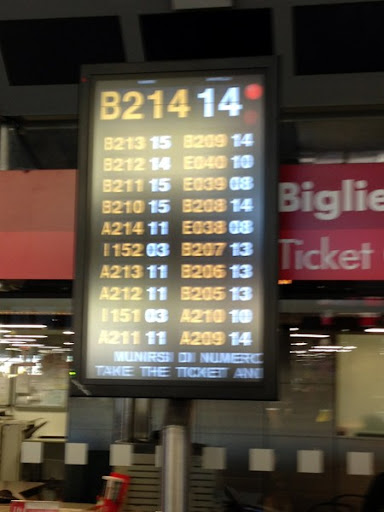 B214 14
B213 15 B209 14
B212 14 E040 10
B211 15 E039 08
B210 15 B208 14
A214 11 E038 08
I152 03 B207 13
A213 11 B206 13
A212 11 B205 13
I151 03 A210 10
A211 11 A209 14
MUNIRSI DI NUMERC
TAKE THE TICKET AND
Biglie
Ticket